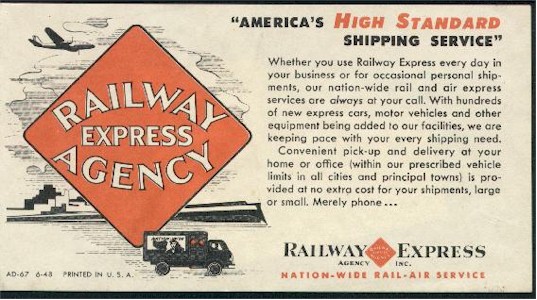 "AMERICA'S HIGH STANDARD
SHIPPING SERVICE"
RAILWAY
EXPRESS
AGENCY
Whether you use Railway Express every day in
your business or for occasional personal ship-
ments, our nation-wide rail and air express
services are always at your call. With hundreds
of new express cars, motor vehicles and other
equipment being added to our facilities, we are
keeping pace with your every shipping need.
Convenient pick-up and delivery at your
home or office (within our prescribed vehicle
limits in all cities and principal towns) is pro-
vided at no extra cost for your shipments, large
or small. Merely phone ...
RAILWAY EXPRESS
AGENCY INC.
NATION-WIDE RAIL-AIR SERVICE
AD-67 6-48 PRINTED IN U. S. A.